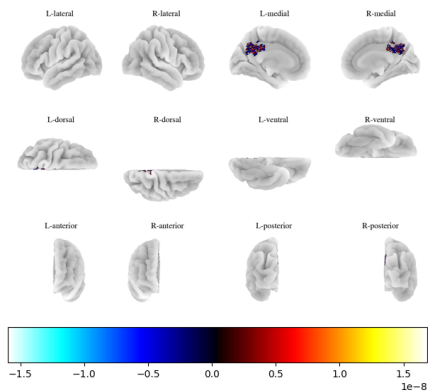 L-lateral R-lateral L-medial R-medial
L-dorsal R-dorsal L-ventral R-ventral
L-anterior R-anterior L-posterior R-posterior
−1.5 −1.0 −0.5 0.0 0.5 1.0 1.5
1e−8